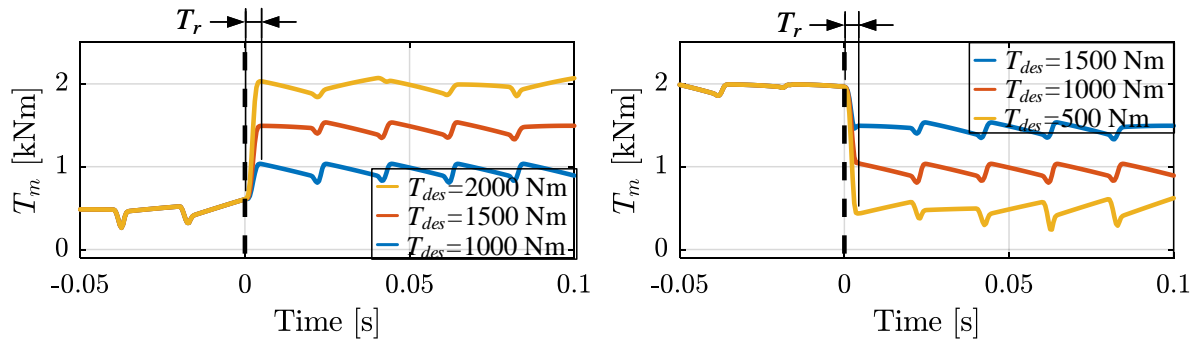 T_r
T_r
2
1
0
T_m [kNm]
T_des=2000 Nm
T_des=1500 Nm
T_des=1000 Nm
-0.05
0
0.05
0.1
Time [s]
2
1
0
T_m [kNm]
T_des=1500 Nm
T_des=1000 Nm
T_des=500 Nm
-0.05
0
0.05
0.1
Time [s]